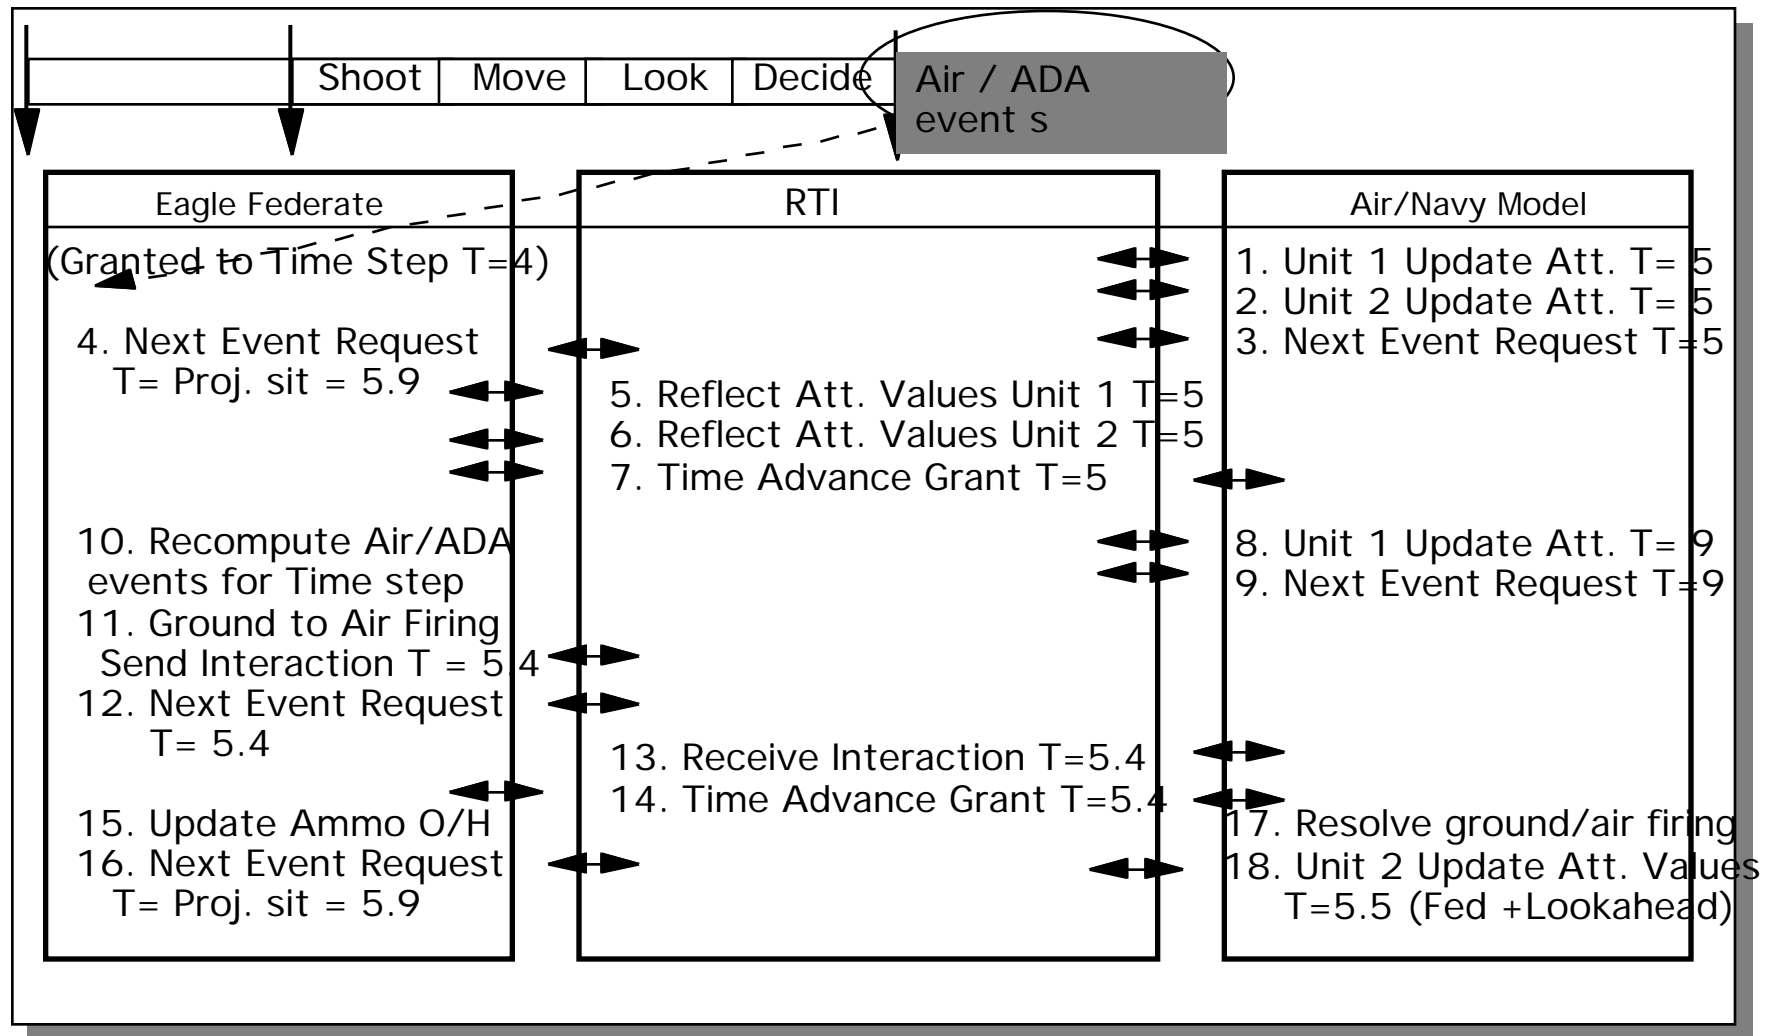 Shoot Move Look Decide Air / ADA
event s
Eagle Federate
(Granted to Time Step T=4)
4. Next Event Request
T= Proj. sit = 5.9
10. Recompute Air/ADA
events for Time step
11. Ground to Air Firing
Send Interaction T = 5.4
12. Next Event Request
T= 5.4
15. Update Ammo O/H
16. Next Event Request
T= Proj. sit = 5.9
RTI
5. Reflect Att. Values Unit 1 T=5
6. Reflect Att. Values Unit 2 T=5
7. Time Advance Grant T=5
13. Receive Interaction T=5.4
14. Time Advance Grant T=5.4
Air/Navy Model
1. Unit 1 Update Att. T= 5
2. Unit 2 Update Att. T= 5
3. Next Event Request T=5
8. Unit 1 Update Att. T= 9
9. Next Event Request T=9
17. Resolve ground/air firing
18. Unit 2 Update Att. Values
T=5.5 (Fed +Lookahead)